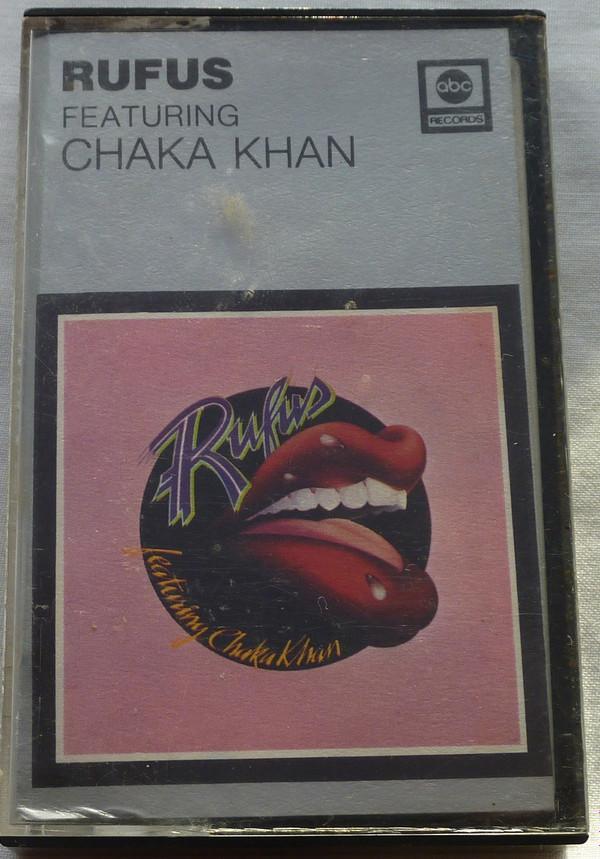 RUFUS
FEATURING
CHAKA KHAN
abc
RECORDS
Rufus
featuring Chaka Khan